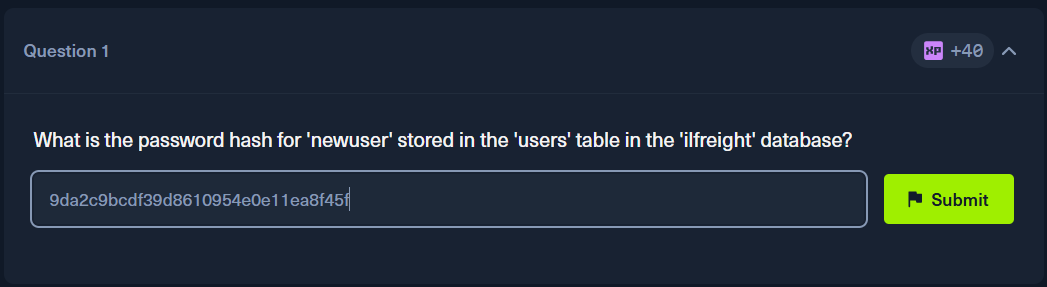 Question 1
XP +40
What is the password hash for 'newuser' stored in the 'users' table in the 'ilfreight' database?
9da2c9bcdf39d8610954e0e11ea8f45f
Submit